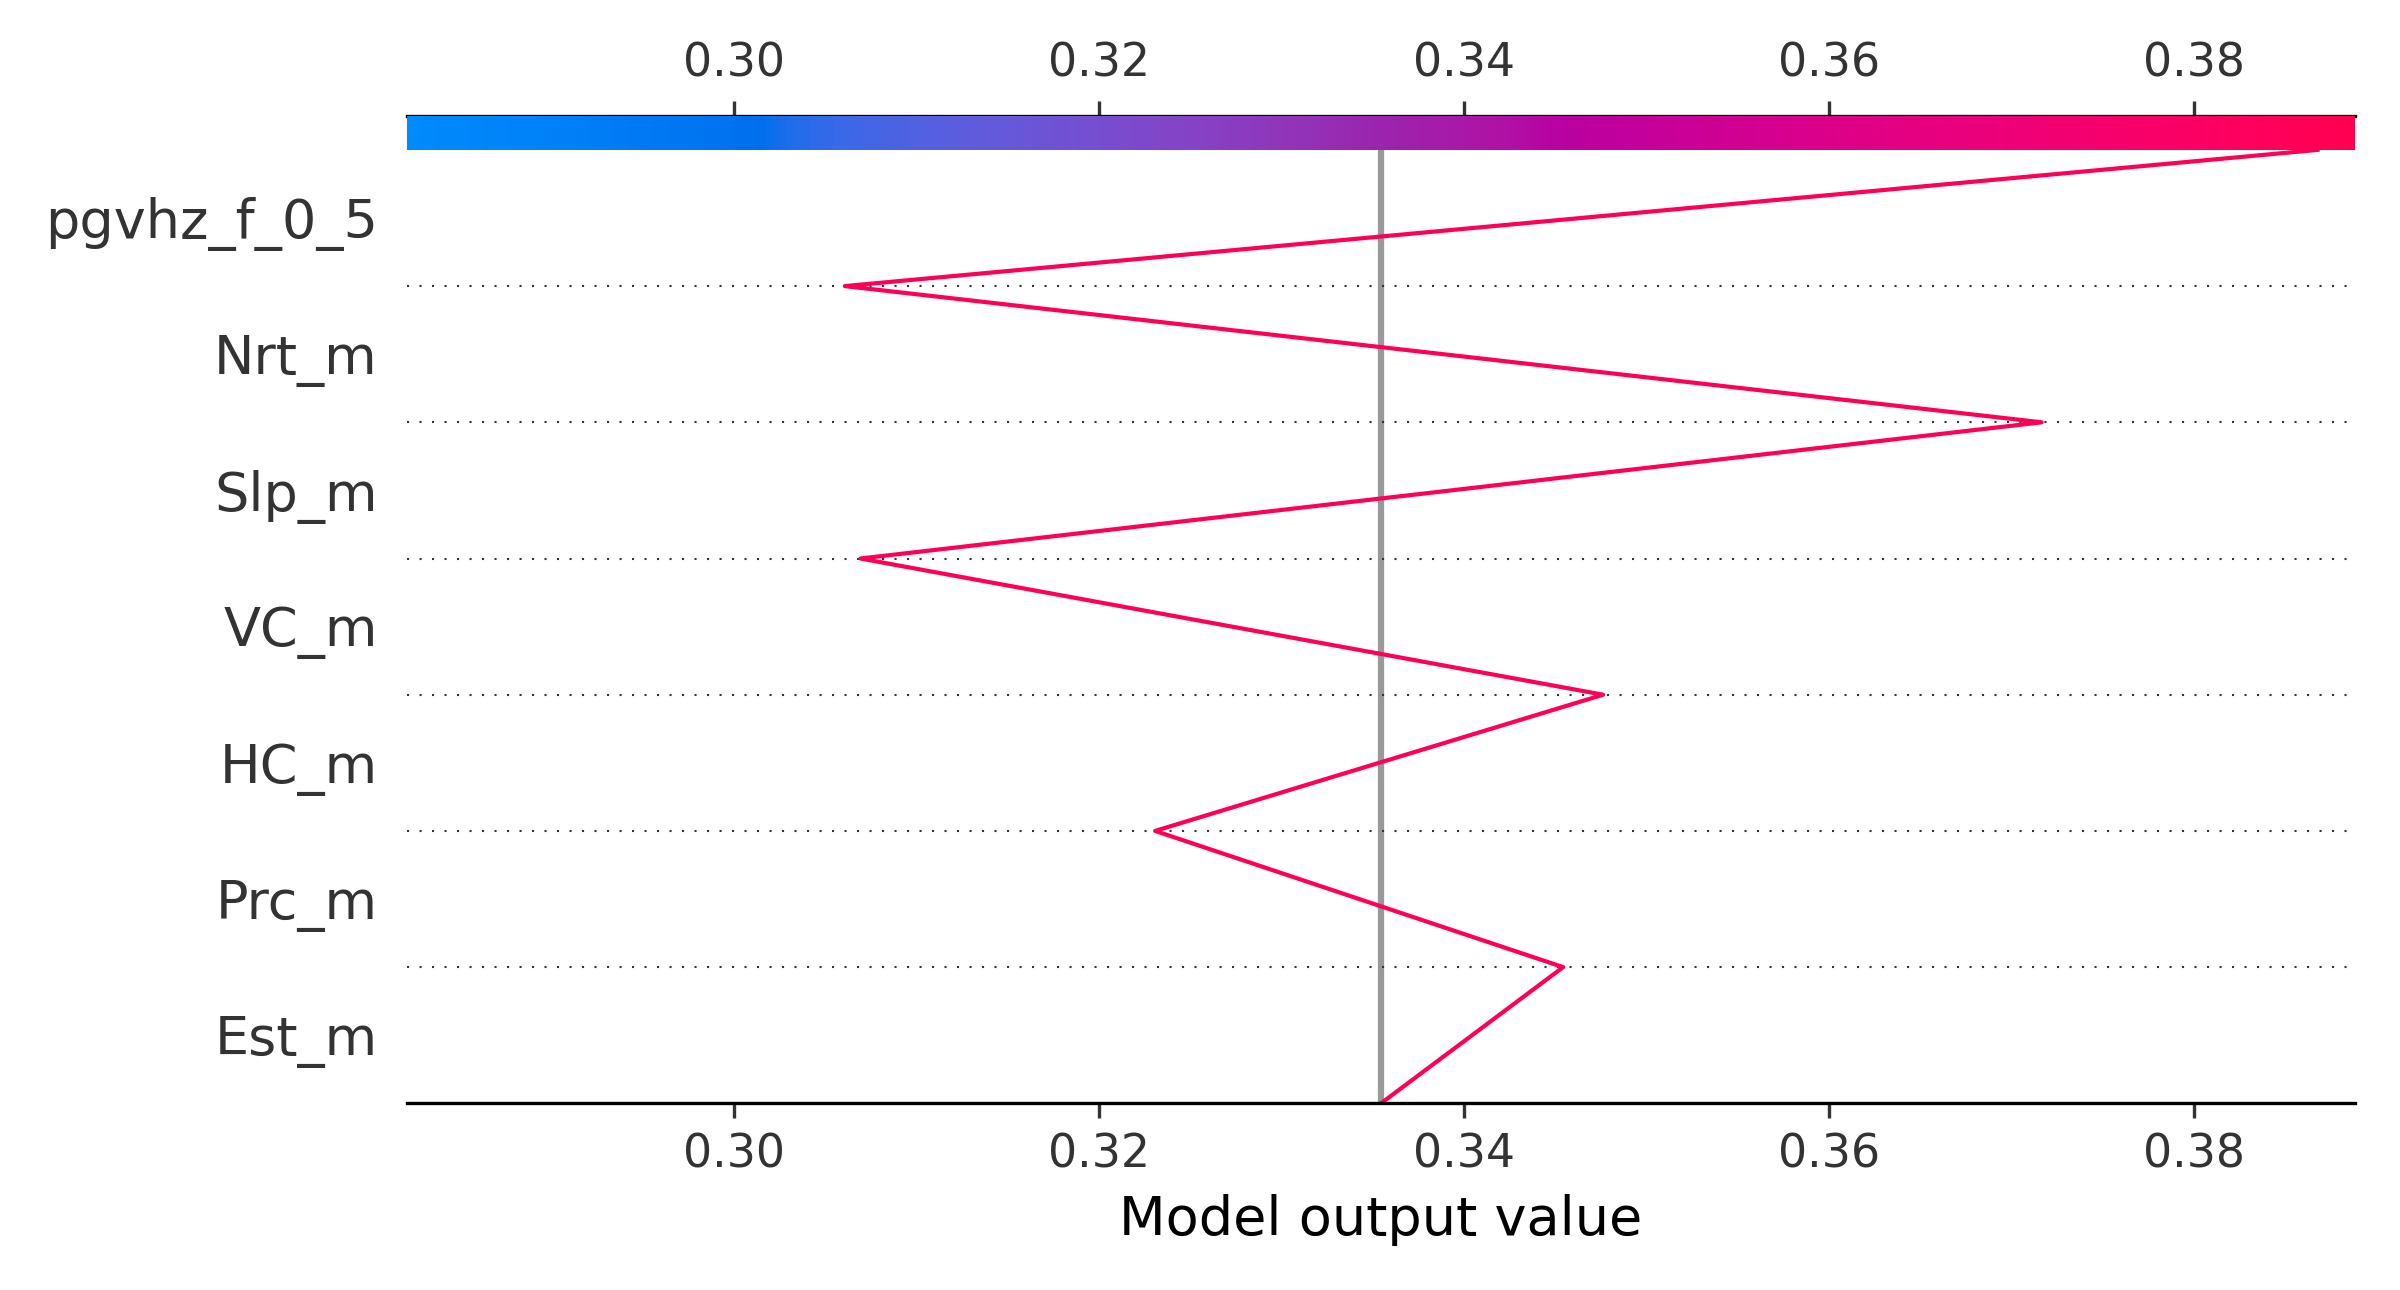 0.30 0.32 0.34 0.36 0.38
pgvhz_f_0_5
Nrt_m
Slp_m
VC_m
HC_m
Prc_m
Est_m
0.30 0.32 0.34 0.36 0.38
Model output value